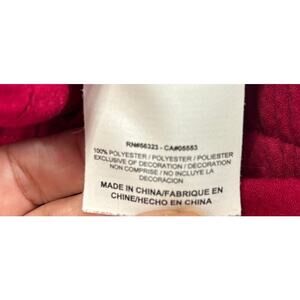 RN#56323 - CA#05553
100% POLYESTER / POLYESTER / POLIESTER
EXCLUSIVE OF DECORATION / DECORATION
NON COMPRISE / NO INCLUYE LA
DECORACION
MADE IN CHINA/FABRIQUE EN
CHINE/HECHO EN CHINA